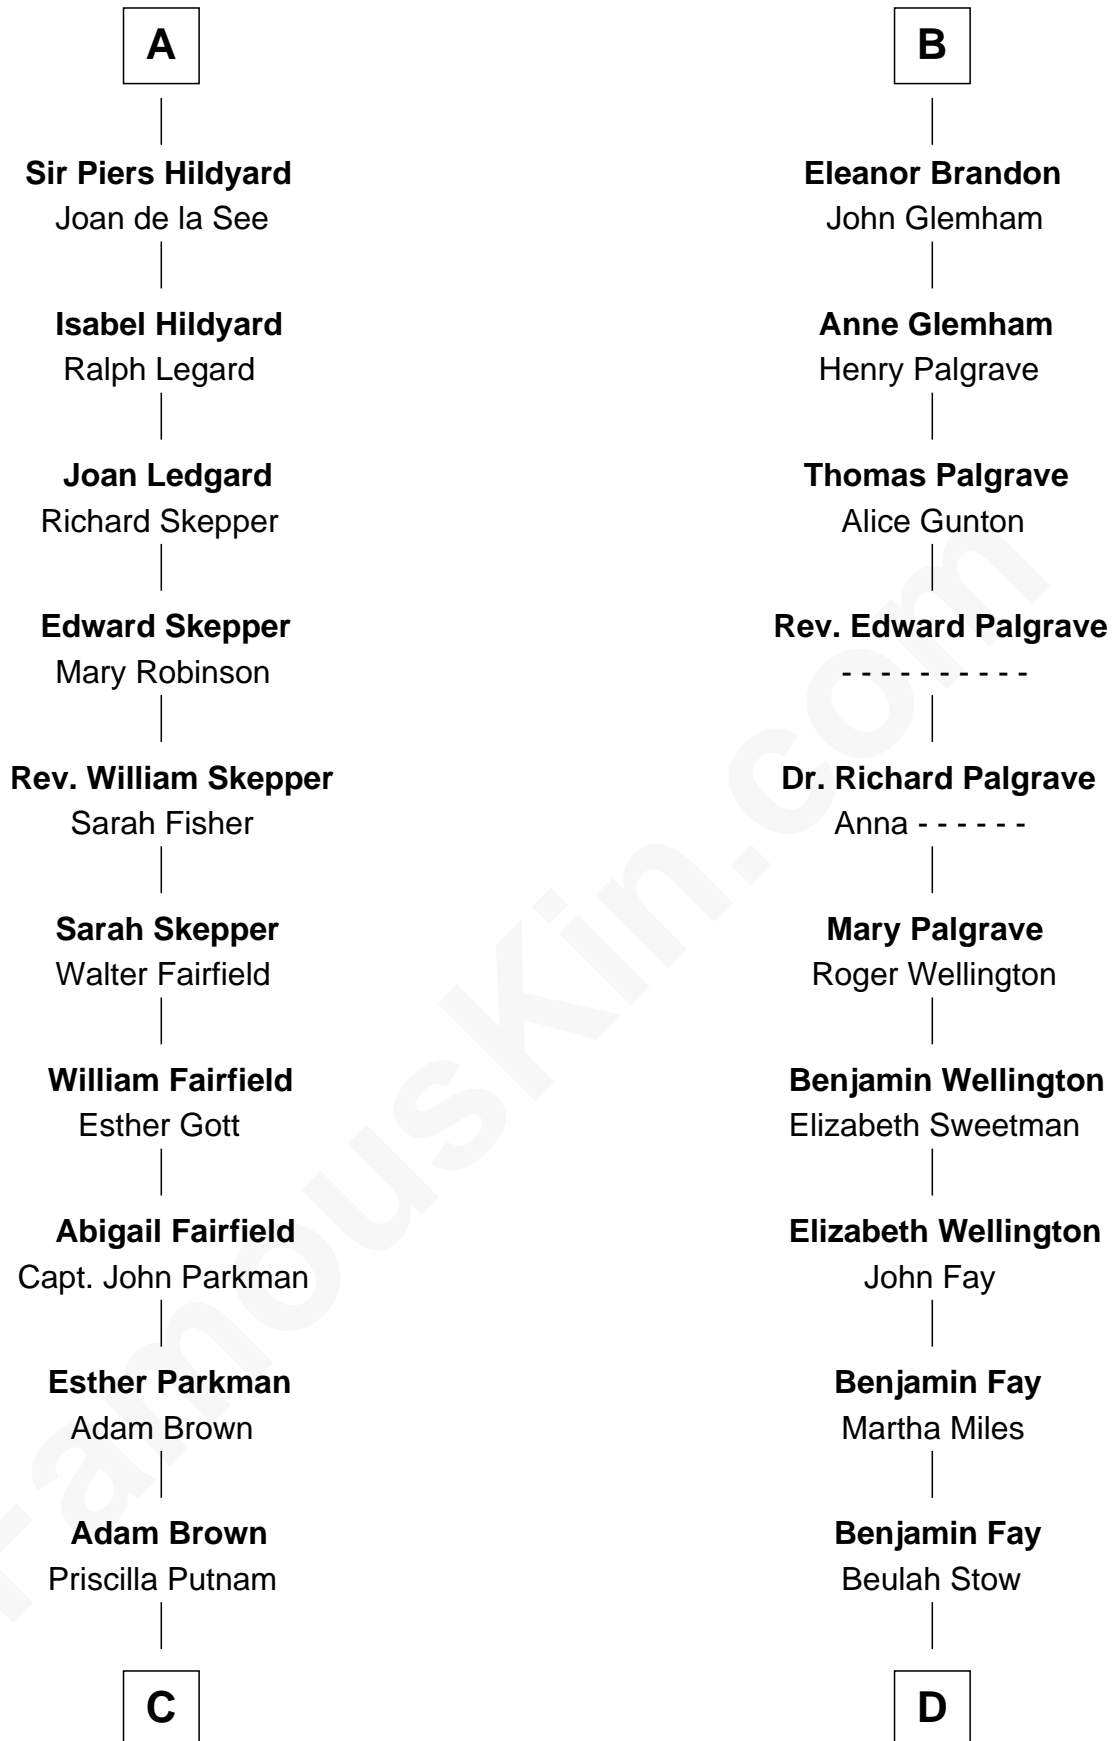 A
Sir Piers Hildyard
Joan de la See
Isabel Hildyard
Ralph Legard
Joan Ledgard
Richard Skepper
Edward Skepper
Mary Robinson
Rev. William Skepper
Sarah Fisher
Sarah Skepper
Walter Fairfield
William Fairfield
Esther Gott
Abigail Fairfield
Capt. John Parkman
Esther Parkman
Adam Brown
Adam Brown
Priscilla Putnam
C
B
Eleanor Brandon
John Glemham
Anne Glemham
Henry Palgrave
Thomas Palgrave
Alice Gunton
Rev. Edward Palgrave
- - - - - - - - - -
Dr. Richard Palgrave
Anna - - - - - -
Mary Palgrave
Roger Wellington
Benjamin Wellington
Elizabeth Sweetman
Elizabeth Wellington
John Fay
Benjamin Fay
Martha Miles
Benjamin Fay
Beulah Stow
D
FamousKin.com